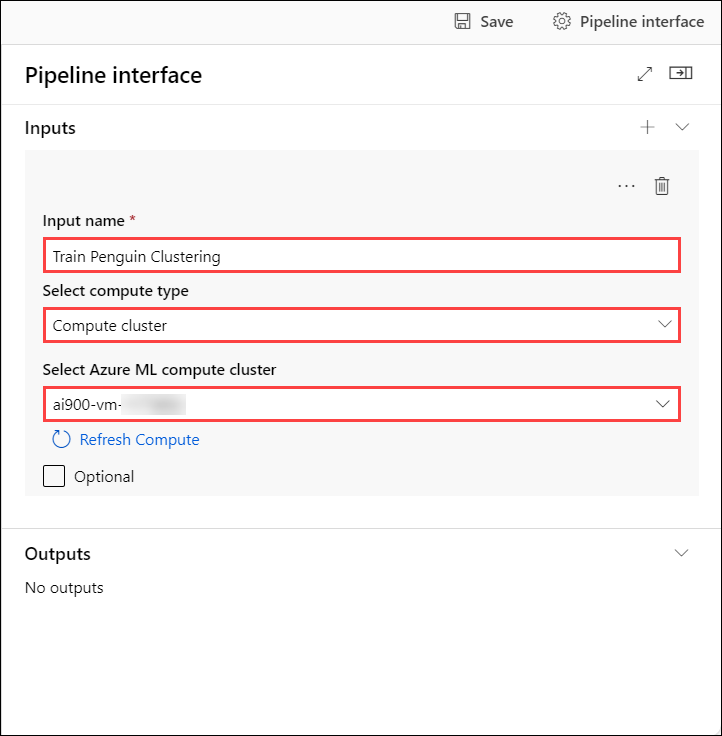 Save Pipeline interface
Pipeline interface
Inputs
Input name *
Train Penguin Clustering
Select compute type
Compute cluster
Select Azure ML compute cluster
ai900-vm-
Refresh Compute
Optional
Outputs
No outputs